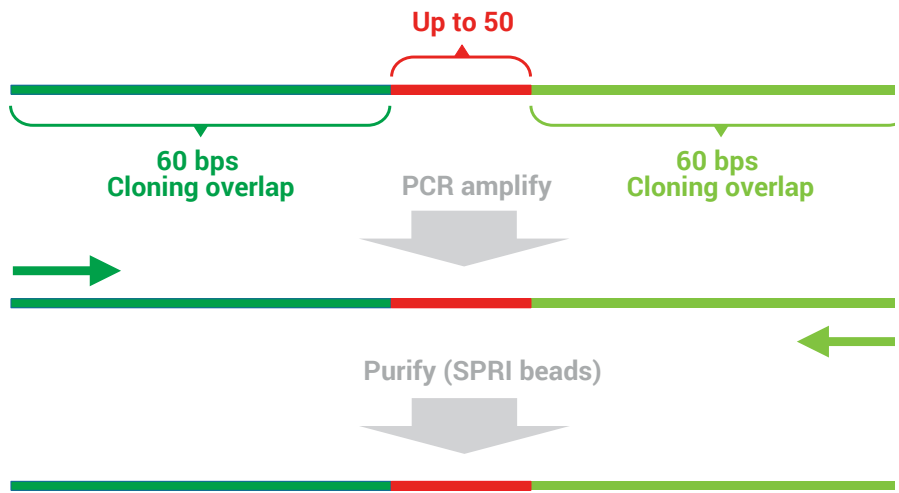 Up to 50
60 bps
Cloning overlap
60 bps
Cloning overlap
PCR amplify
Purify (SPRI beads)